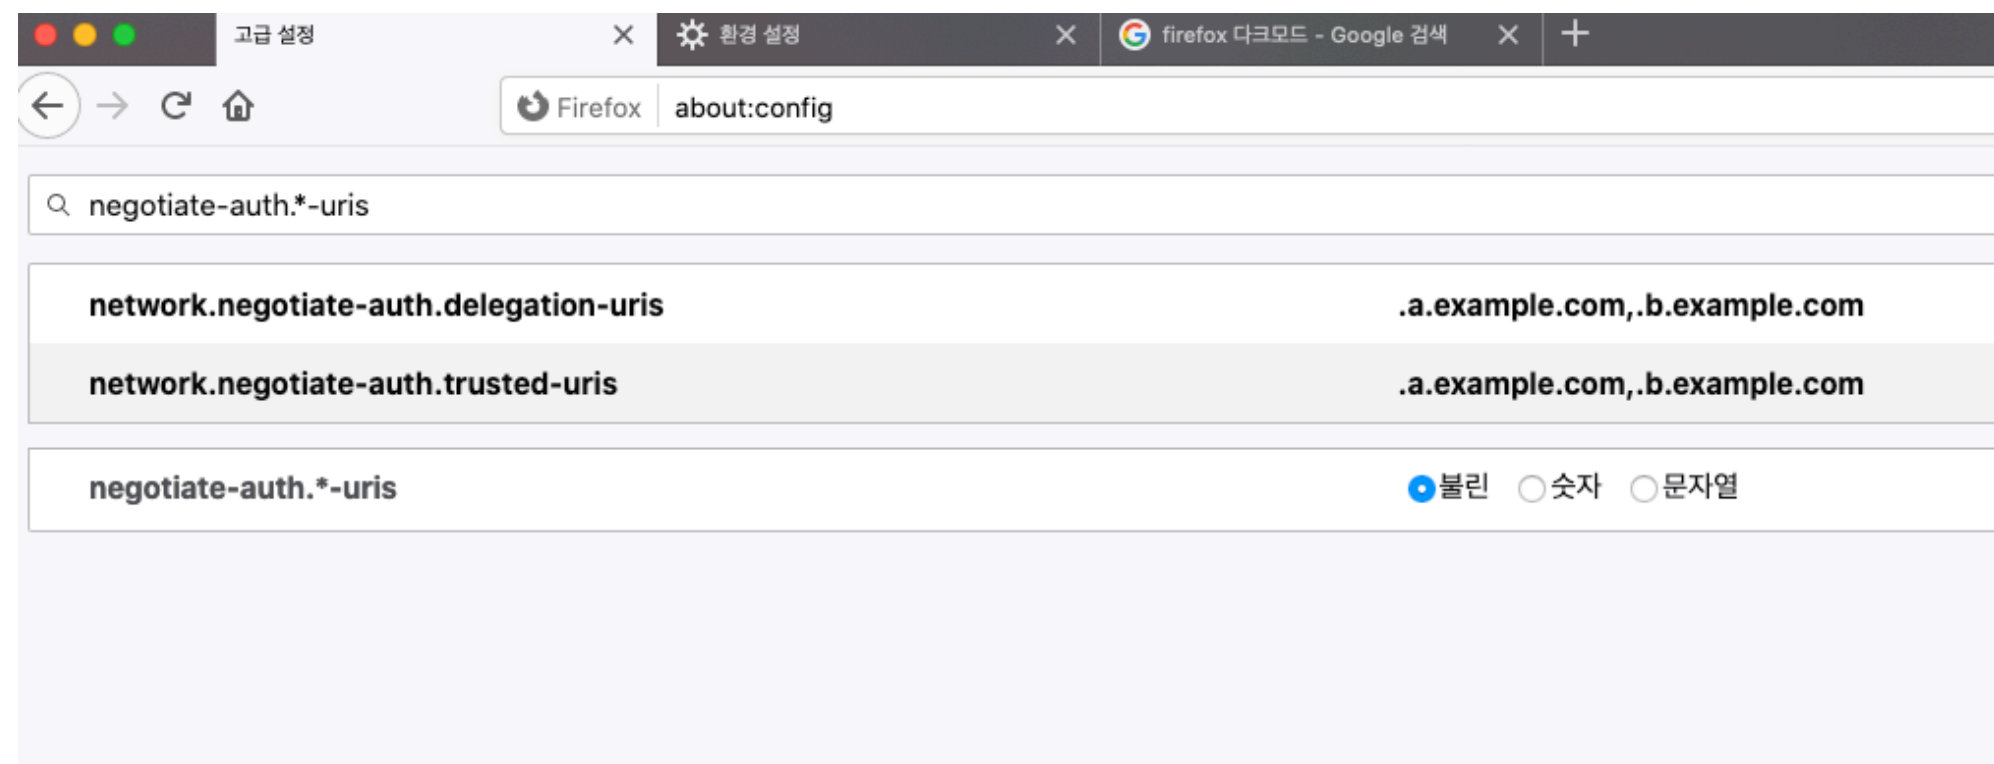 고급 설정
환경 설정
firefox 다크모드 - Google 검색
Firefox
about:config
negotiate-auth.*-uris
network.negotiate-auth.delegation-uris .a.example.com,.b.example.com
network.negotiate-auth.trusted-uris .a.example.com,.b.example.com
negotiate-auth.*-uris 불린 숫자 문자열